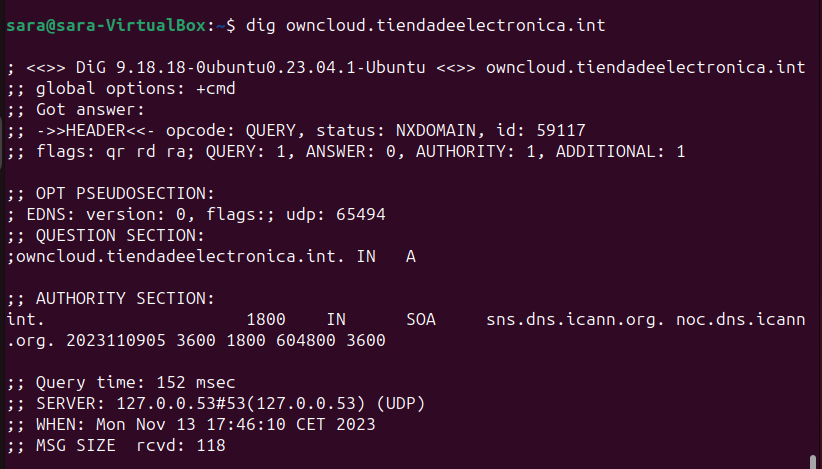 sara@sara-VirtualBox:~$ dig owncloud.tiendadeelectronica.int
; <<>> DiG 9.18.18-0ubuntu0.23.04.1-Ubuntu <<>> owncloud.tiendadeelectronica.int
;; global options: +cmd
;; Got answer:
;; ->>HEADER<<- opcode: QUERY, status: NXDOMAIN, id: 59117
;; flags: qr rd ra; QUERY: 1, ANSWER: 0, AUTHORITY: 1, ADDITIONAL: 1
;; OPT PSEUDOSECTION:
; EDNS: version: 0, flags:; udp: 65494
;; QUESTION SECTION:
;owncloud.tiendadeelectronica.int. IN A
;; AUTHORITY SECTION:
int. 1800 IN SOA sns.dns.icann.org. noc.dns.icann
.org. 2023110905 3600 1800 604800 3600
;; Query time: 152 msec
;; SERVER: 127.0.0.53#53(127.0.0.53) (UDP)
;; WHEN: Mon Nov 13 17:46:10 CET 2023
;; MSG SIZE rcvd: 118